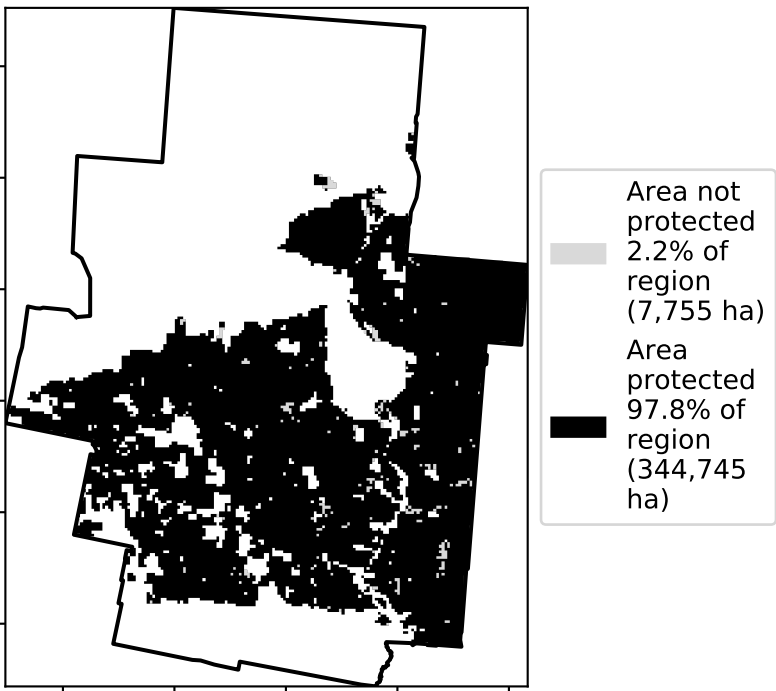 Area not
protected
2.2% of
region
(7,755 ha)
Area
protected
97.8% of
region
(344,745
ha)